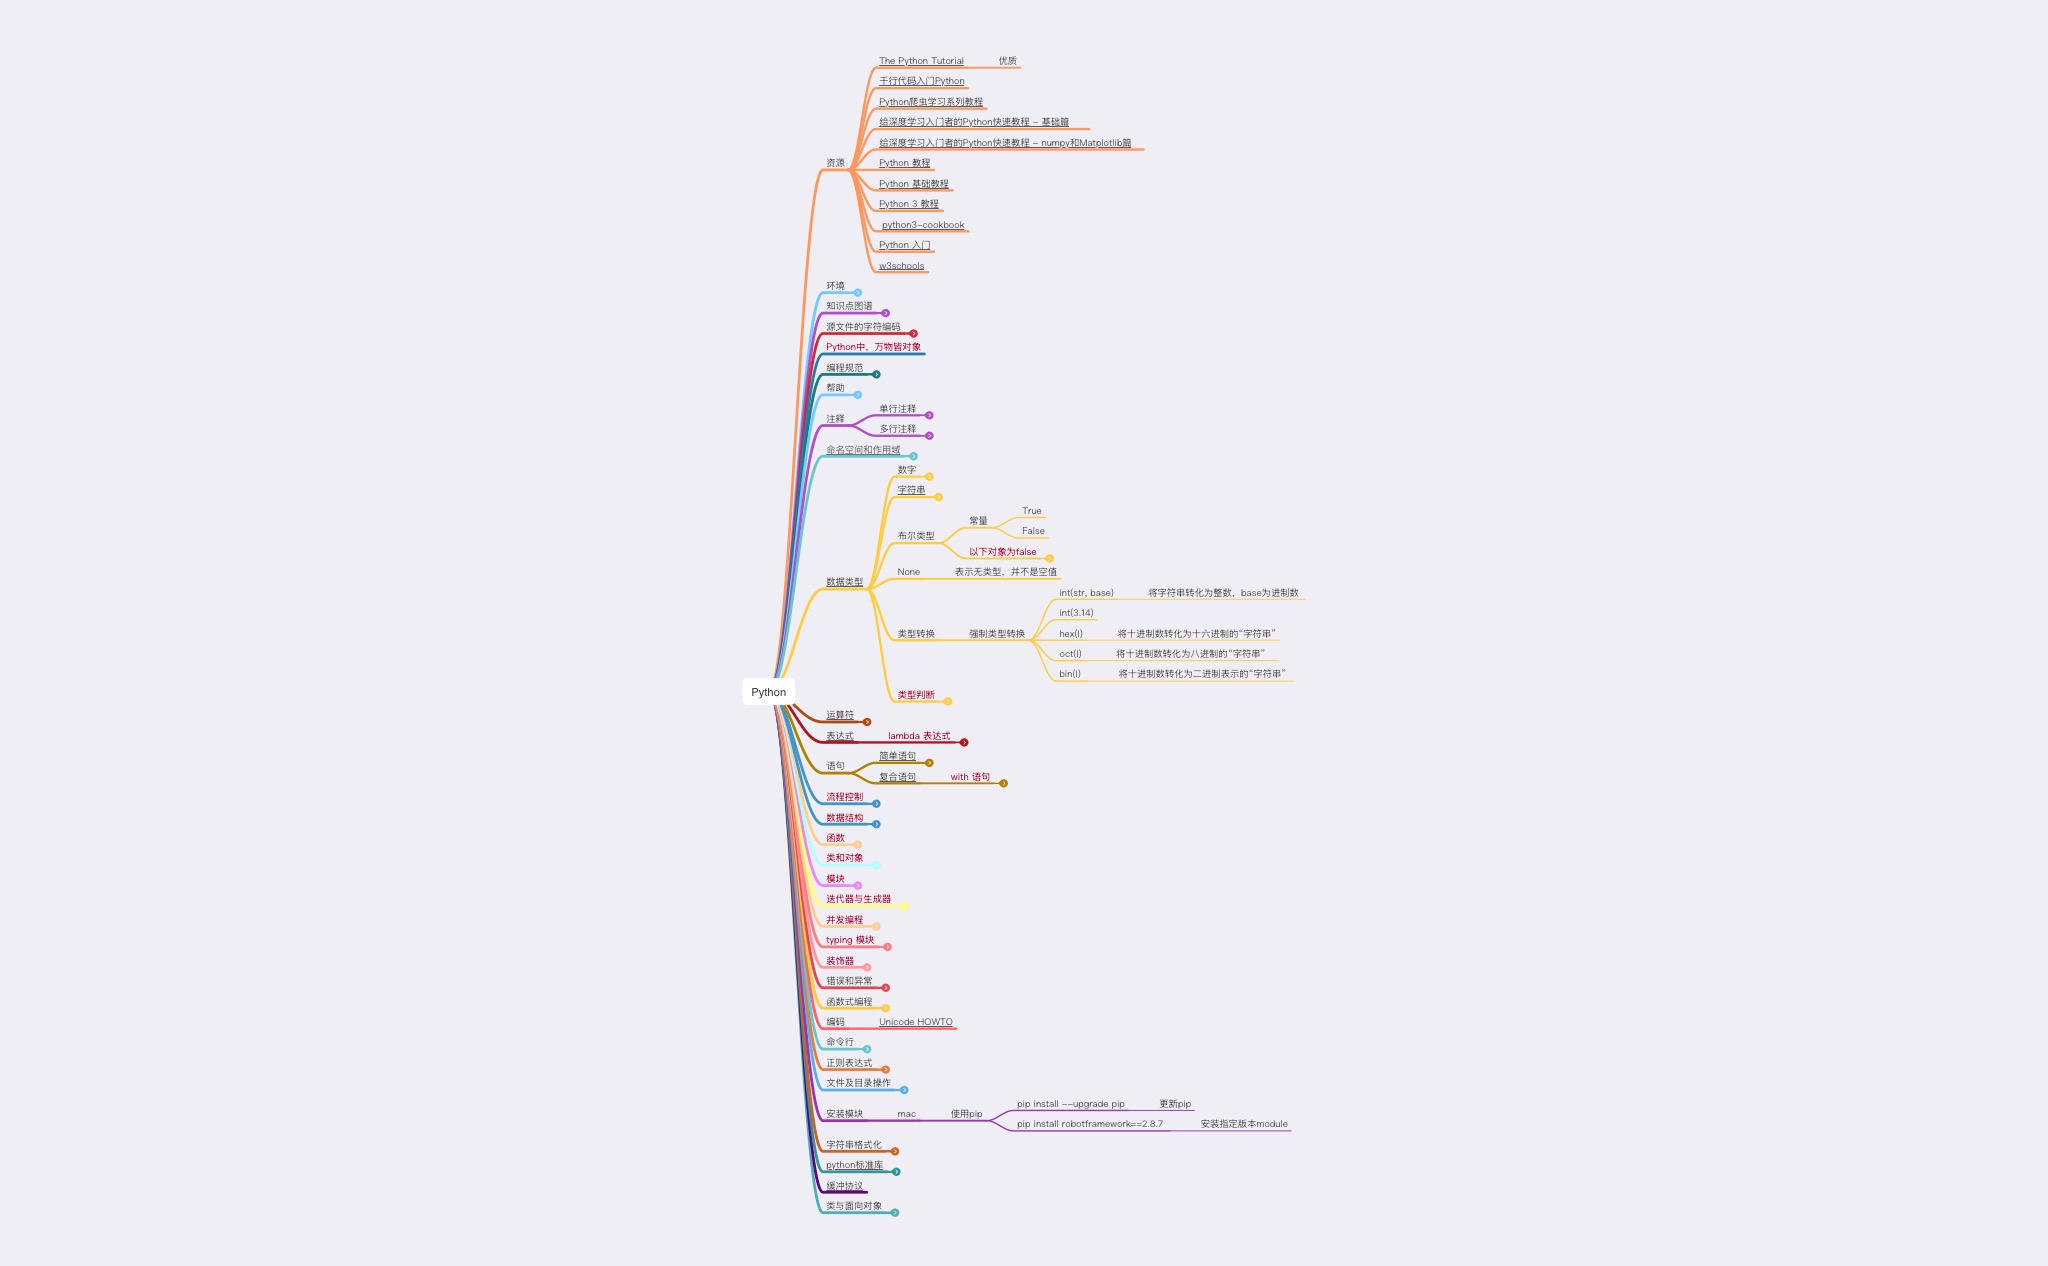 The Python Tutorial 优质
千行代码入门Python
Python爬虫学习系列教程
给深度学习入门者的Python快速教程 - 基础篇
给深度学习入门者的Python快速教程 - numpy和Matplotlib篇
资源
Python 教程
Python 基础教程
Python 3 教程
python3-cookbook
Python 入门
w3schools
环境
知识点图谱
源文件的字符编码
Python中，万物皆对象
编程规范
帮助
单行注释
注释
多行注释
命名空间和作用域
数字
字符串
True
常量
False
布尔类型
以下对象为false
None 表示无类型，并不是空值
数据类型
int(str, base) 将字符串转化为整数，base为进制数
int(3.14)
类型转换 强制类型转换
hex(I) 将十进制数转化为十六进制的“字符串”
oct(I) 将十进制数转化为八进制的“字符串”
bin(I) 将十进制数转化为二进制表示的“字符串”
类型判断
Python
运算符
表达式 lambda 表达式
简单语句
语句
复合语句 with 语句
流程控制
数据结构
函数
类和对象
模块
迭代器与生成器
并发编程
typing 模块
装饰器
错误和异常
函数式编程
编码 Unicode HOWTO
命令行
正则表达式
文件及目录操作
pip install --upgrade pip 更新pip
安装模块 mac 使用pip
pip install robotframework==2.8.7 安装指定版本module
字符串格式化
python标准库
缓冲协议
类与面向对象